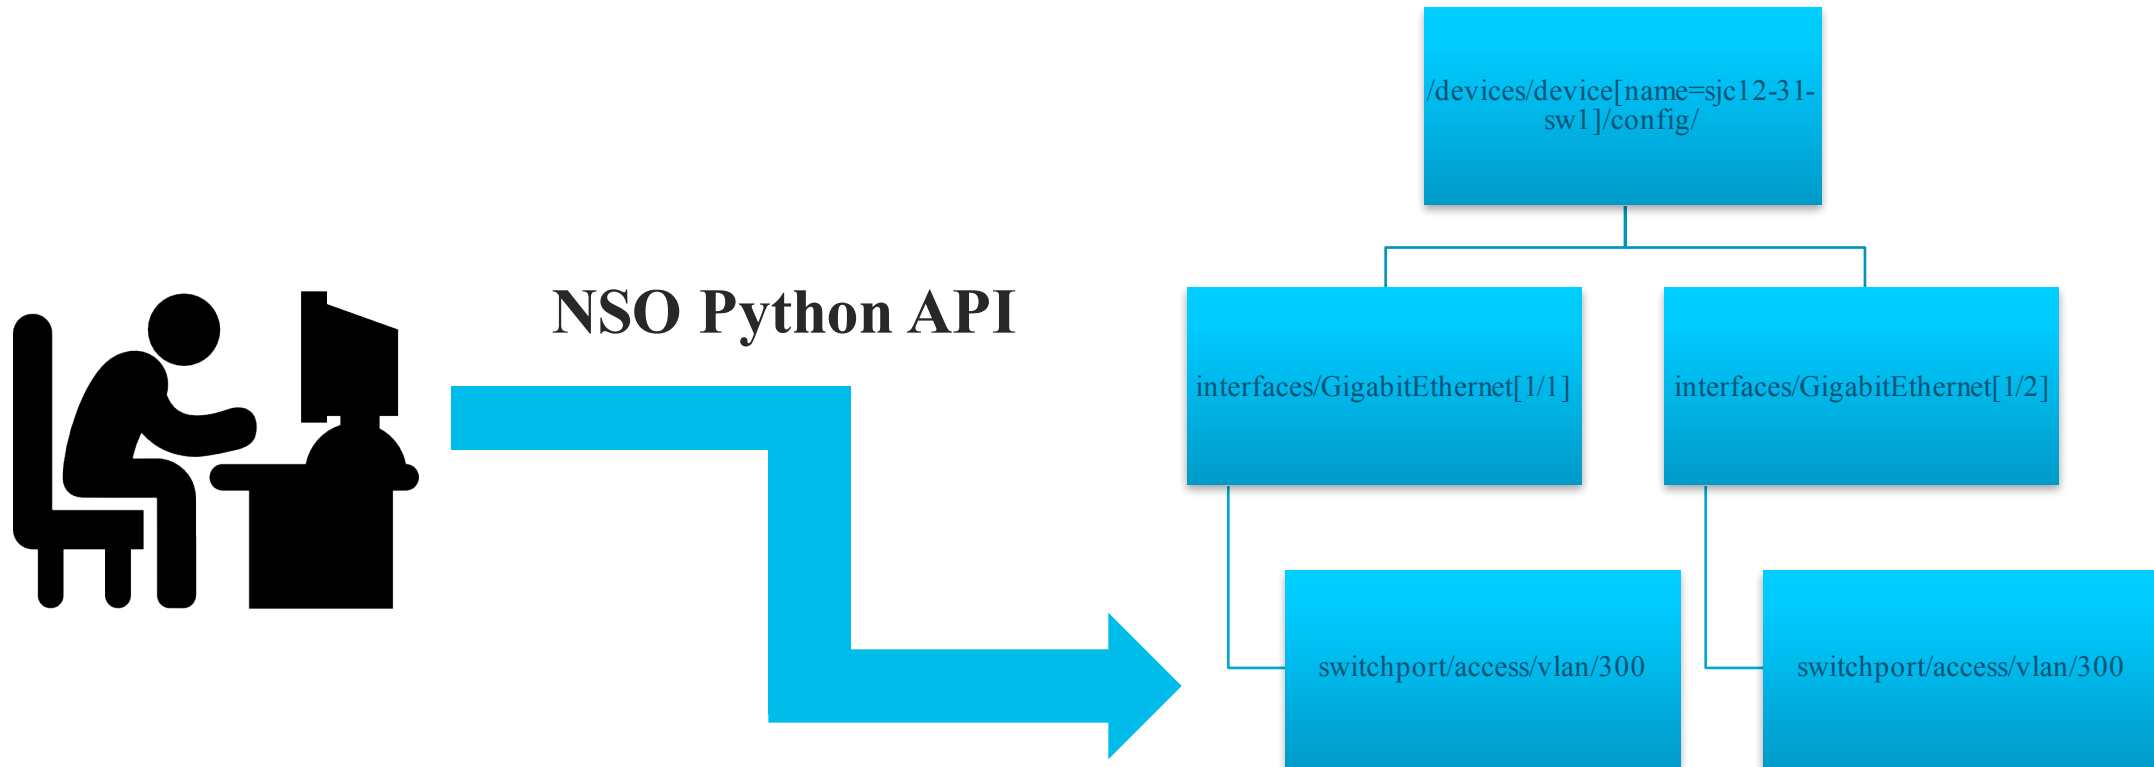 /devices/device[name=sjc12-31-
sw1]/config/
NSO Python API
interfaces/GigabitEthernet[1/1]
interfaces/GigabitEthernet[1/2]
switchport/access/vlan/300
switchport/access/vlan/300